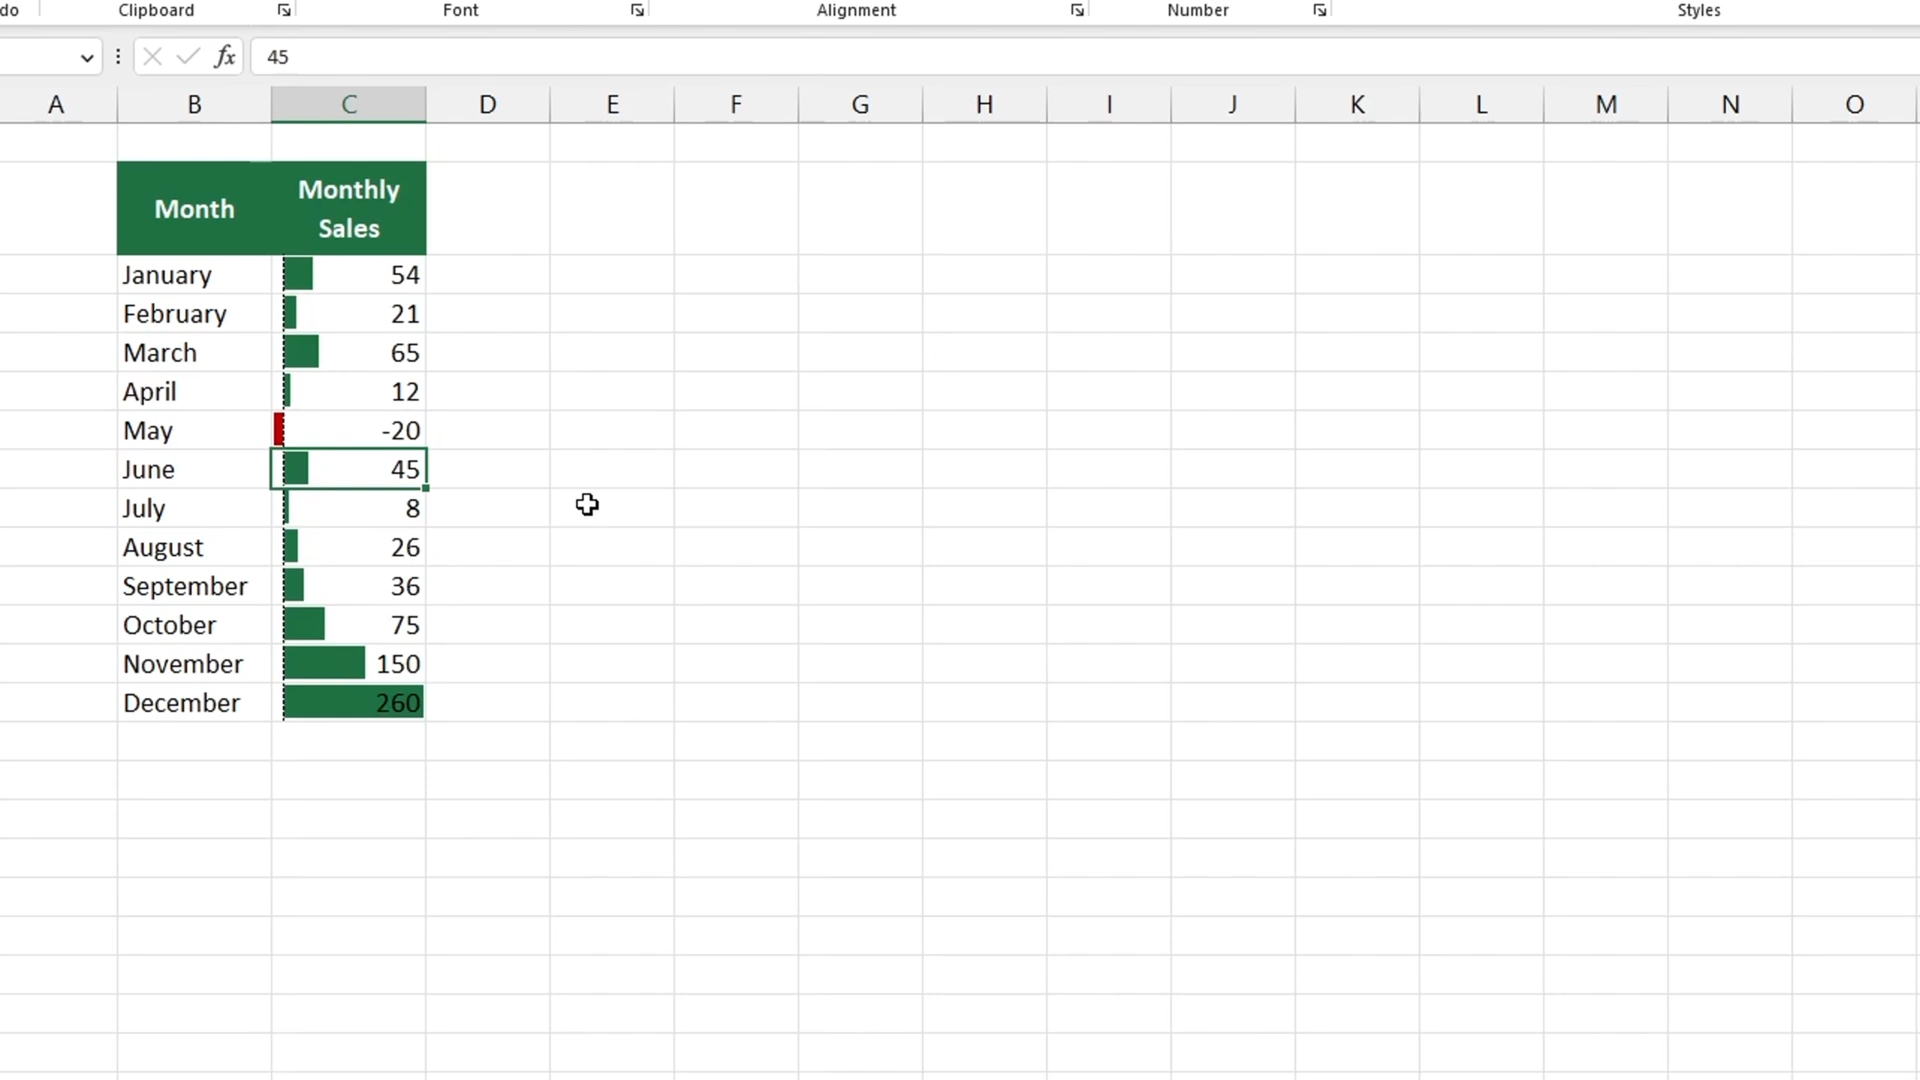 do Clipboard Font Alignment Number Styles
fx 45
A B C D E F G H I J K L M N O
Month Monthly
Sales
January 54
February 21
March 65
April 12
May -20
June 45
July 8
August 26
September 36
October 75
November 150
December 260